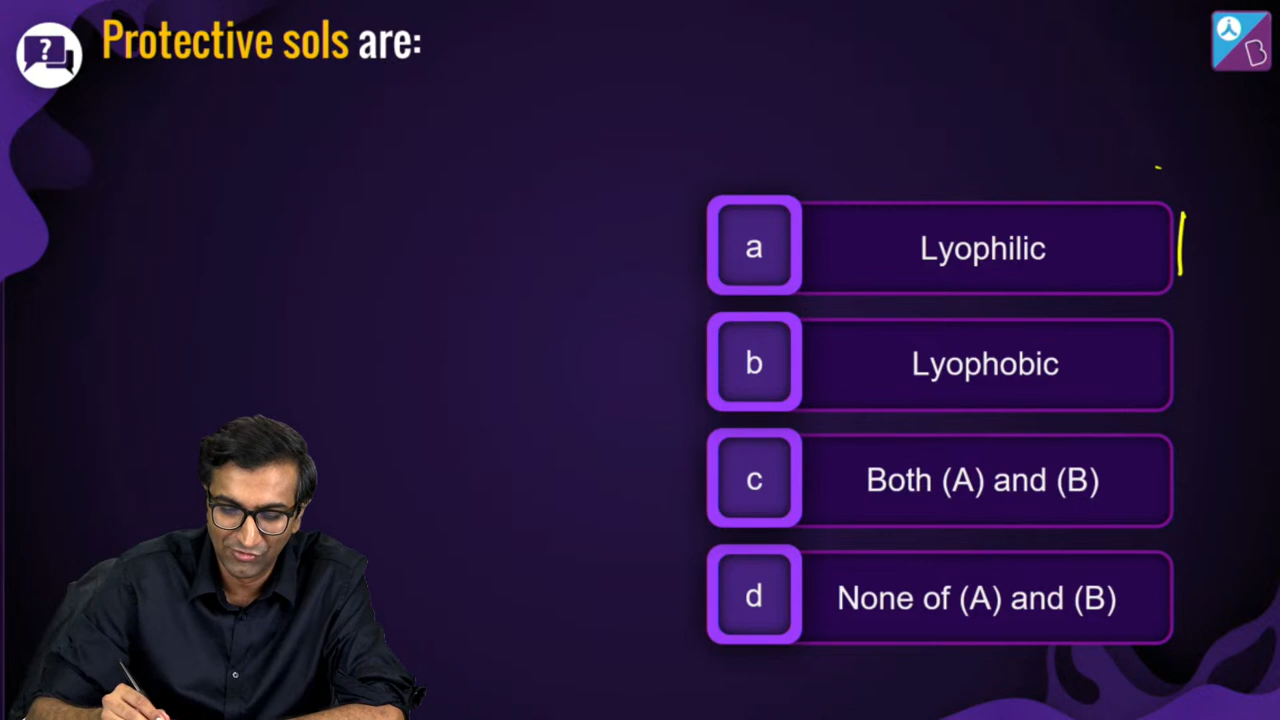 ?
Protective sols are:
B
a
Lyophilic
b
Lyophobic
c
Both (A) and (B)
d
None of (A) and (B)